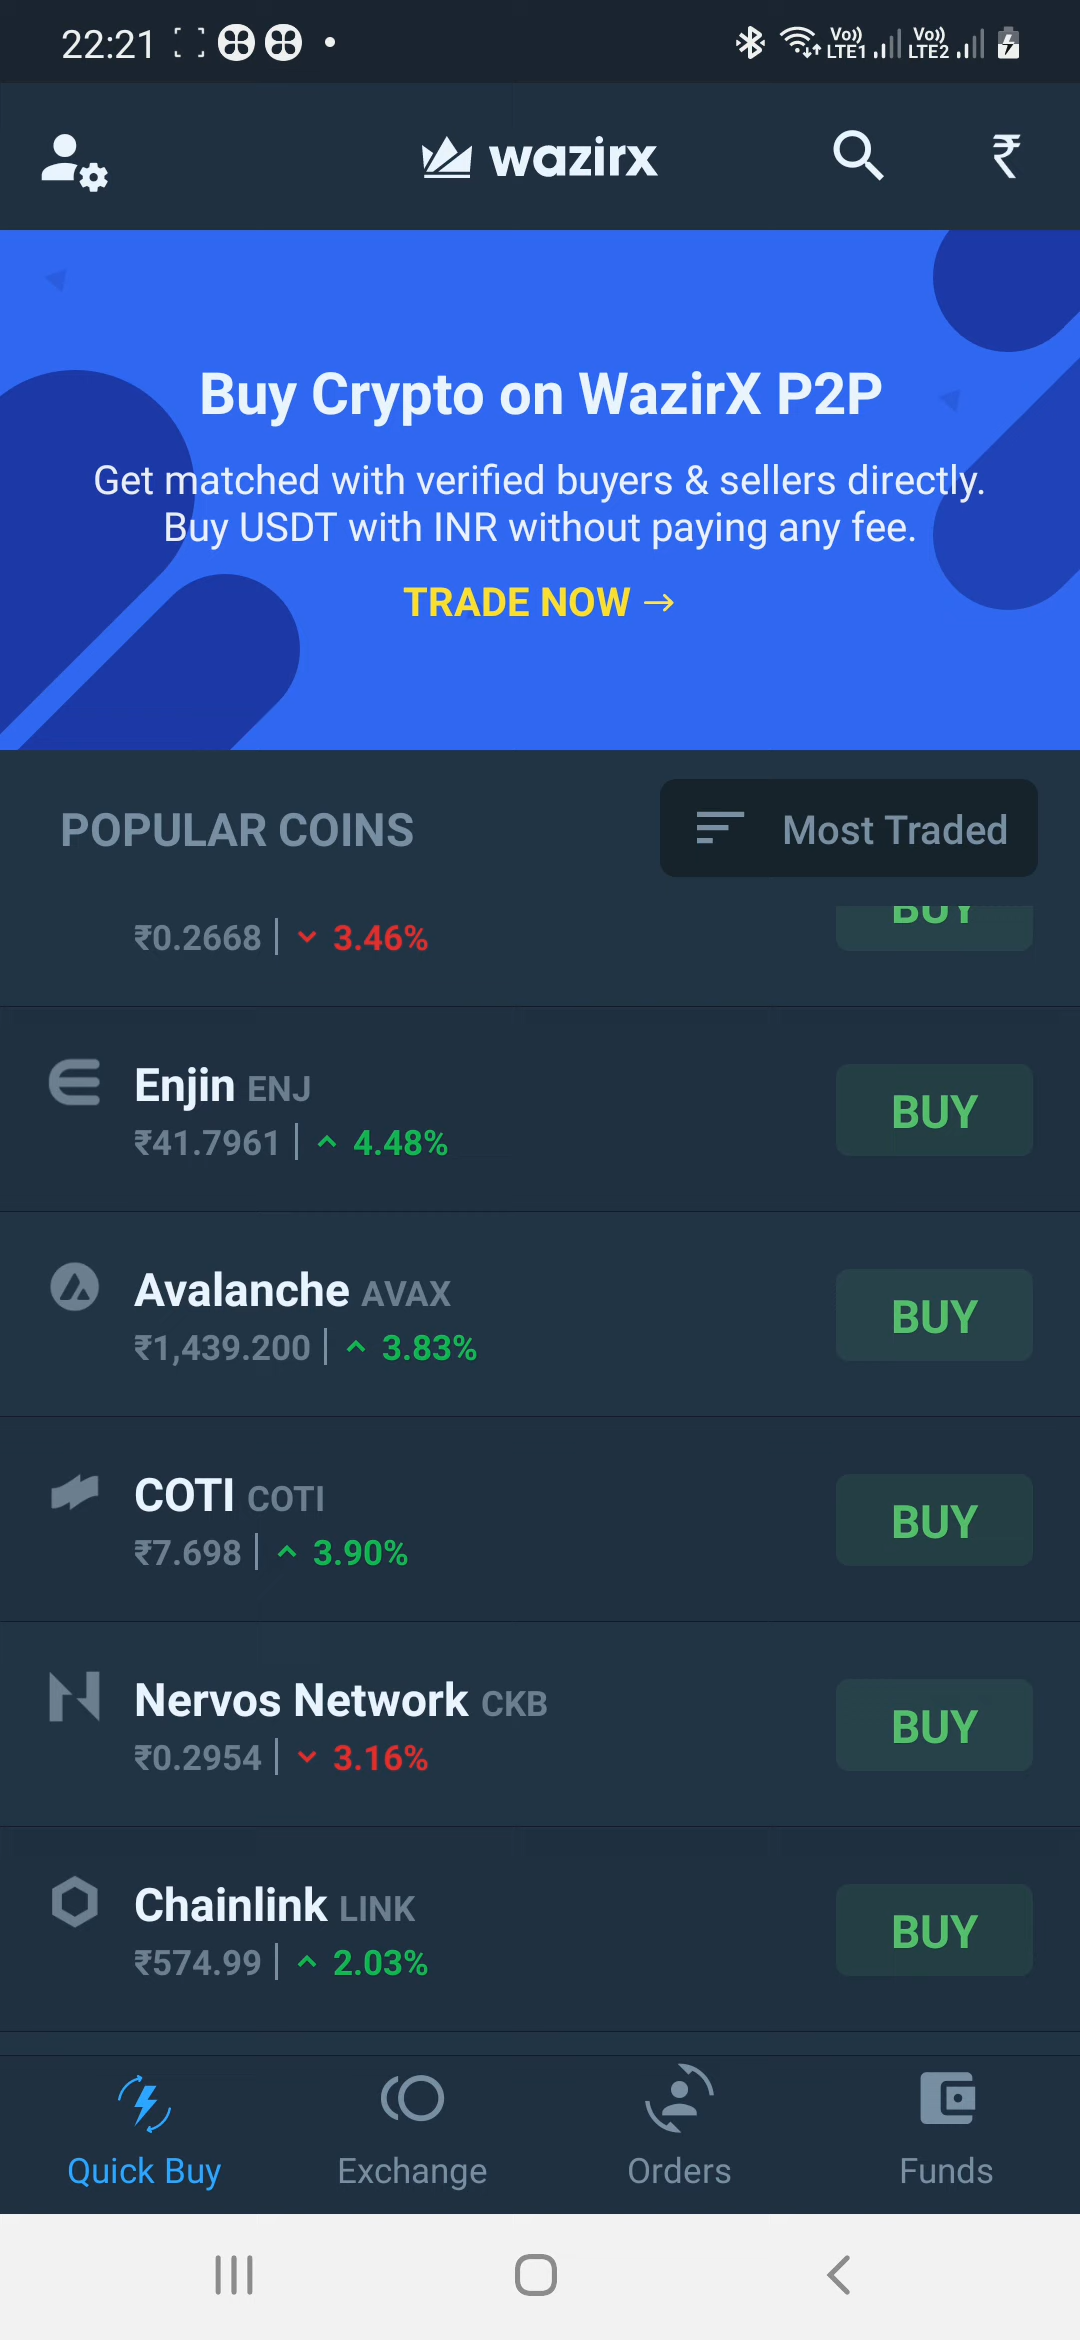 22:21
Vo)) LTE1
Vo)) LTE2
wazirx
₹
Buy Crypto on WazirX P2P
Get matched with verified buyers & sellers directly.
Buy USDT with INR without paying any fee.
TRADE NOW →
POPULAR COINS
Most Traded
₹0.2668 | 3.46%
BUY
Enjin ENJ
₹41.7961 | 4.48%
BUY
Avalanche AVAX
₹1,439.200 | 3.83%
BUY
COTI COTI
₹7.698 | 3.90%
BUY
Nervos Network CKB
₹0.2954 | 3.16%
BUY
Chainlink LINK
₹574.99 | 2.03%
BUY
Quick Buy
Exchange
Orders
Funds